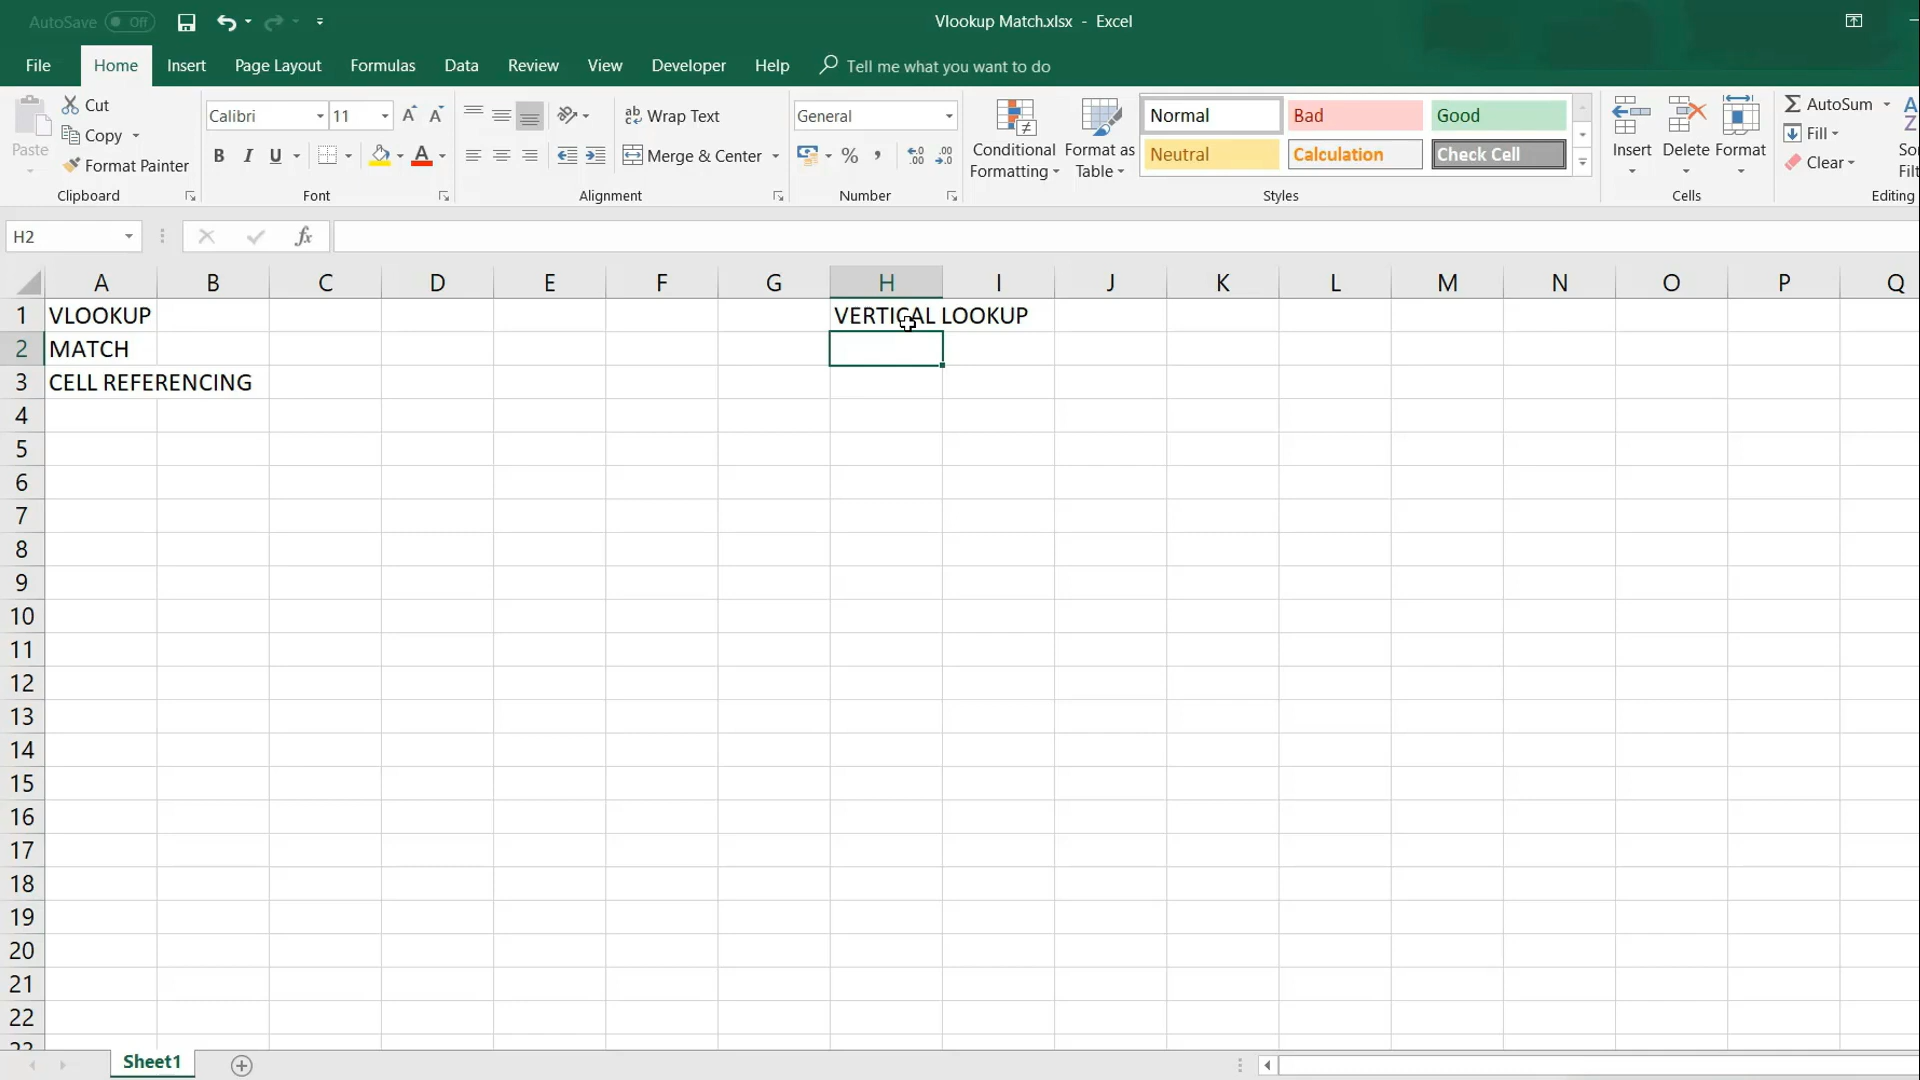 AutoSave Off
Vlookup Match.xlsx - Excel
File Home Insert Page Layout Formulas Data Review View Developer Help Tell me what you want to do
Paste
Cut
Copy
Format Painter
Clipboard
Calibri 11
B I U
Font
Wrap Text
Merge & Center
Alignment
General
% ,
Number
Conditional Formatting
Format as Table
Normal Bad Good
Neutral Calculation Check Cell
Styles
Insert Delete Format
Cells
AutoSum
Fill
Clear
Editing
H2
fx
A B C D E F G H I J K L M N O P Q
1 VLOOKUP VERTICAL LOOKUP
2 MATCH
3 CELL REFERENCING
4
5
6
7
8
9
10
11
12
13
14
15
16
17
18
19
20
21
22
Sheet1